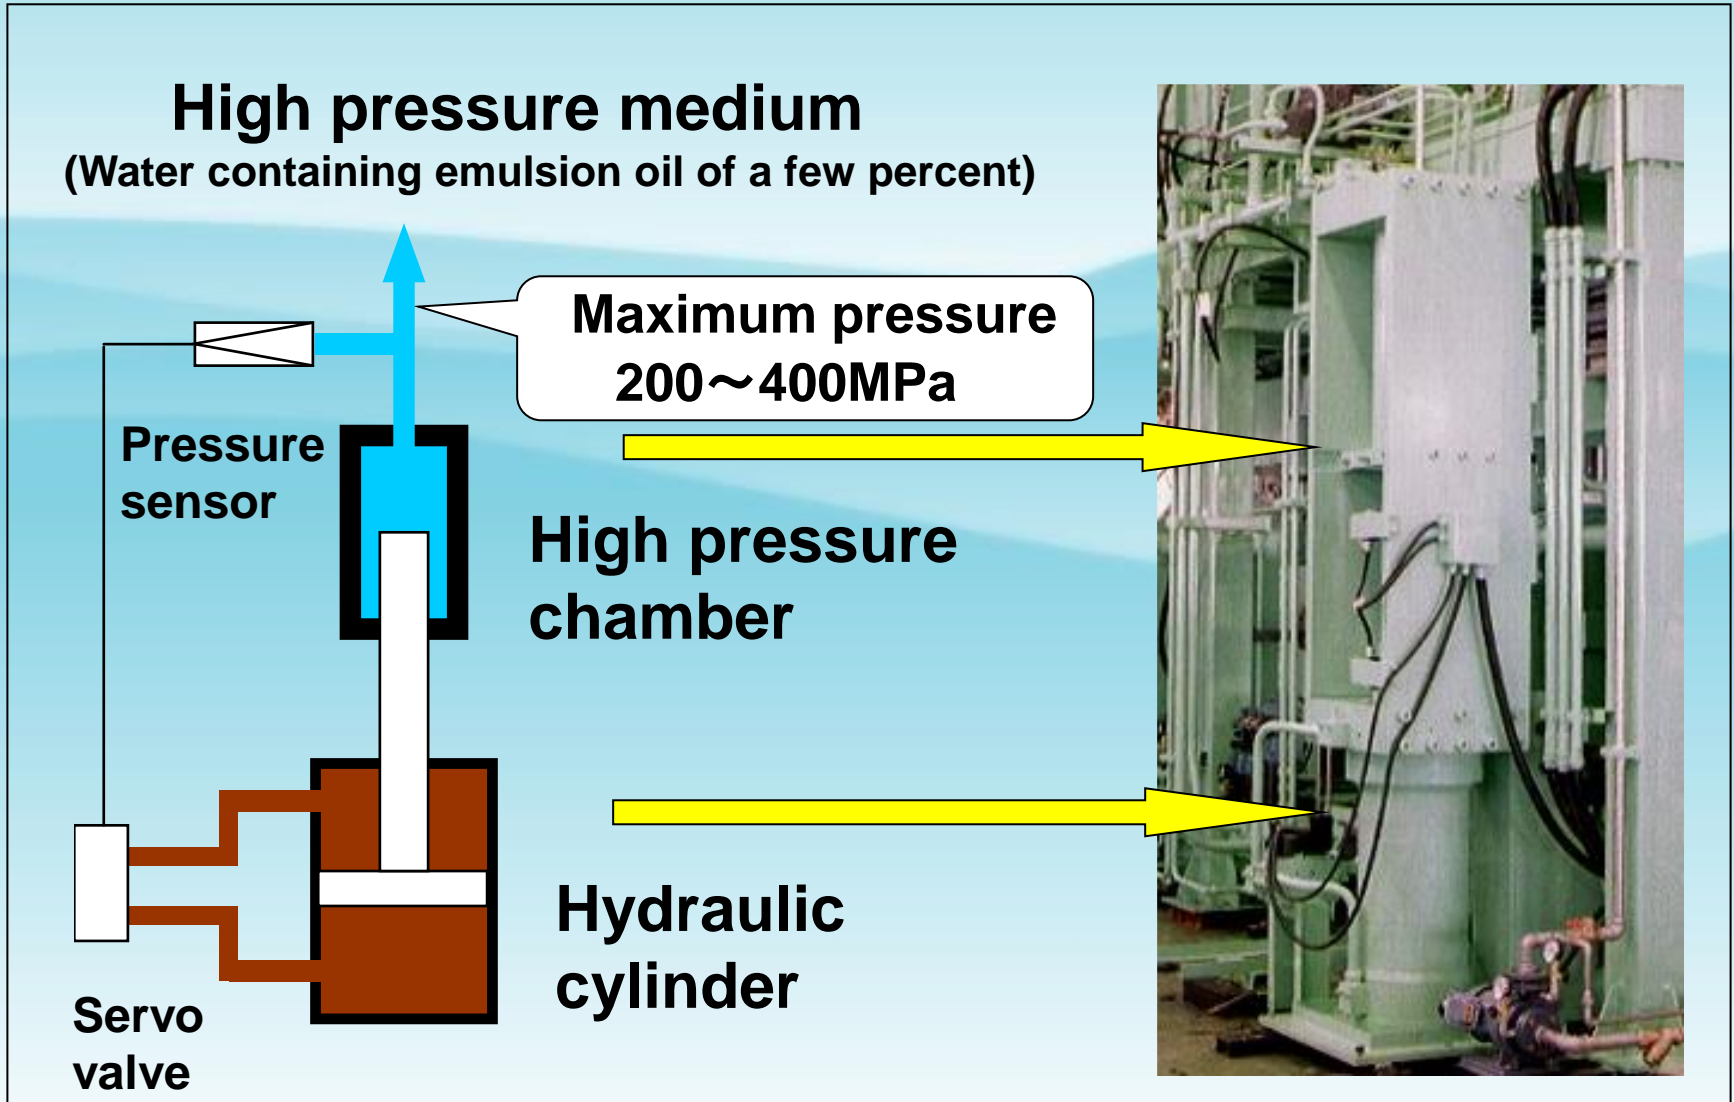 High pressure medium
(Water containing emulsion oil of a few percent)
Maximum pressure
200～400MPa
Pressure
sensor
High pressure
chamber
Hydraulic
cylinder
Servo
valve